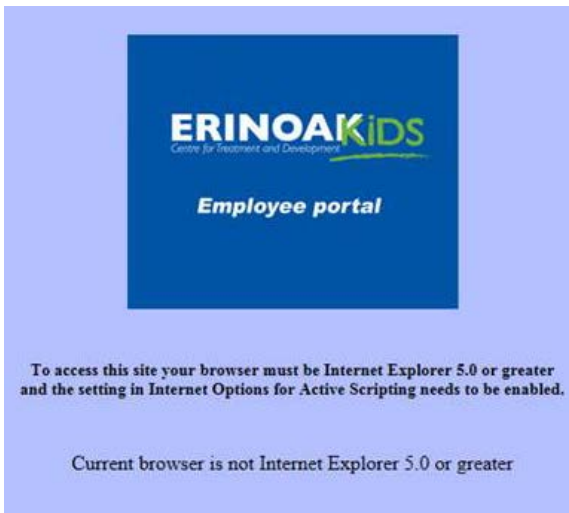 ERINOAKKiDS
Centre for Treatment and Development
Employee portal
To access this site your browser must be Internet Explorer 5.0 or greater
and the setting in Internet Options for Active Scripting needs to be enabled.
Current browser is not Internet Explorer 5.0 or greater